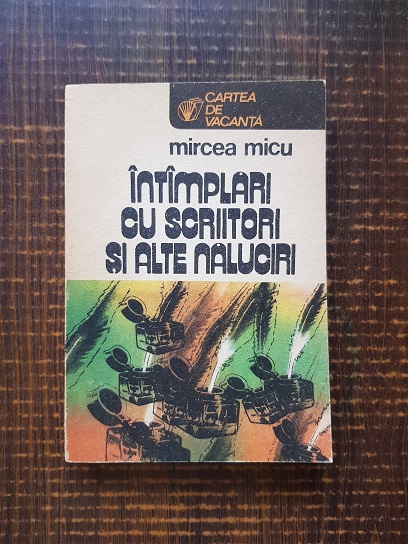 CARTEA
DE
VACANȚĂ
mircea micu
ÎNTÎMPLĂRI
CU SCRIITORI
ȘI ALTE NĂLUCIRI